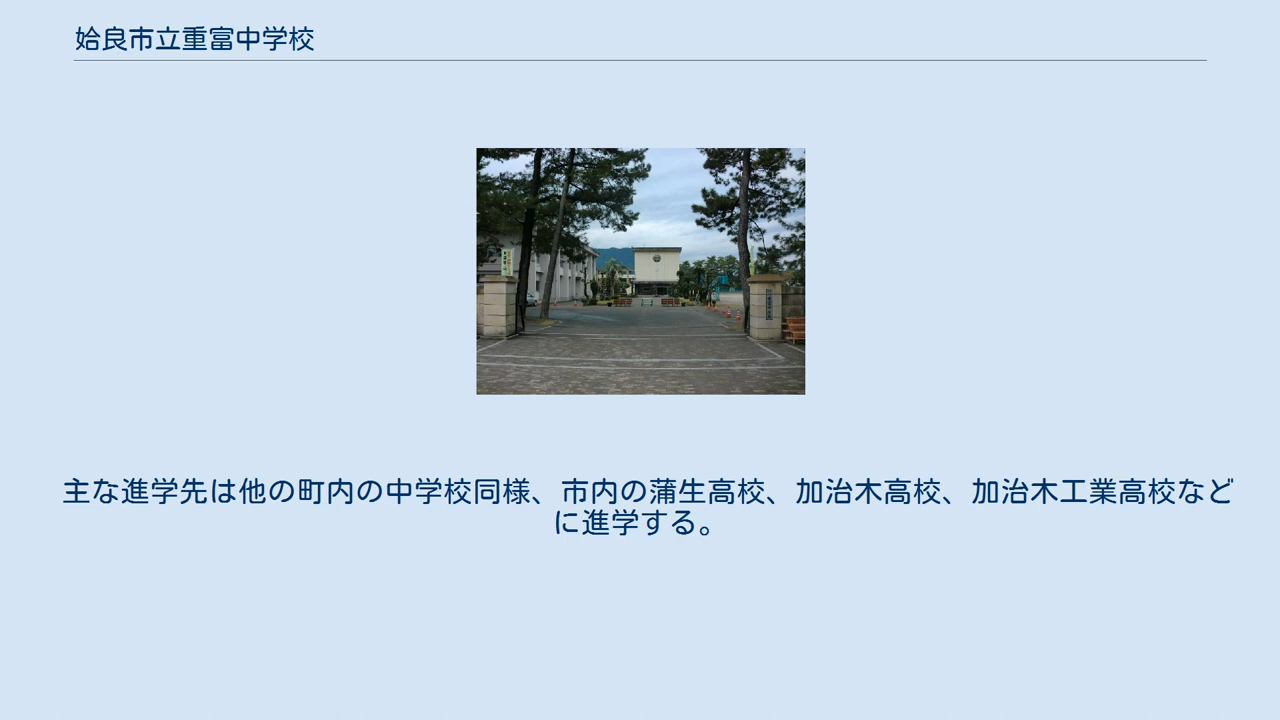 姶良市立重富中学校
主な進学先は他の町内の中学校同様、市内の蒲生高校、加治木高校、加治木工業高校など
に進学する。